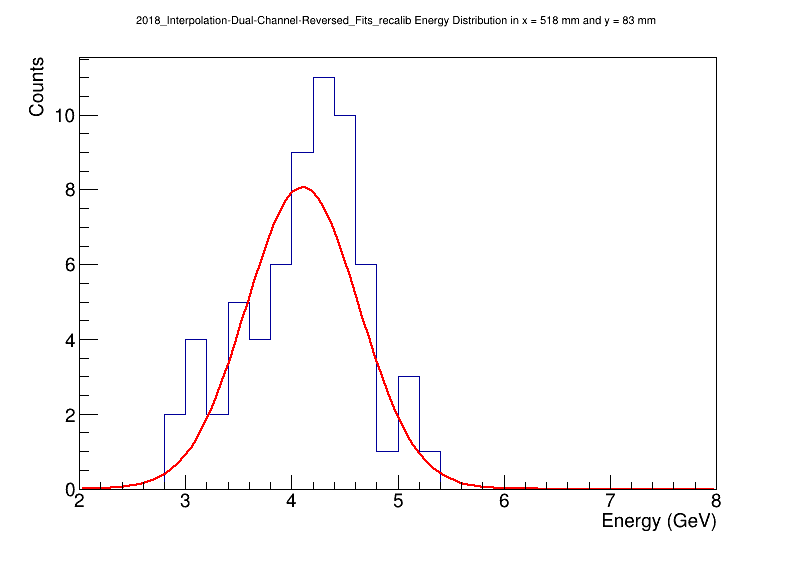 2018_Interpolation-Dual-Channel-Reversed_Fits_recalib Energy Distribution in x = 518 mm and y = 83 mm
Counts
10
8
6
4
2
0
2 3 4 5 6 7 8
Energy (GeV)